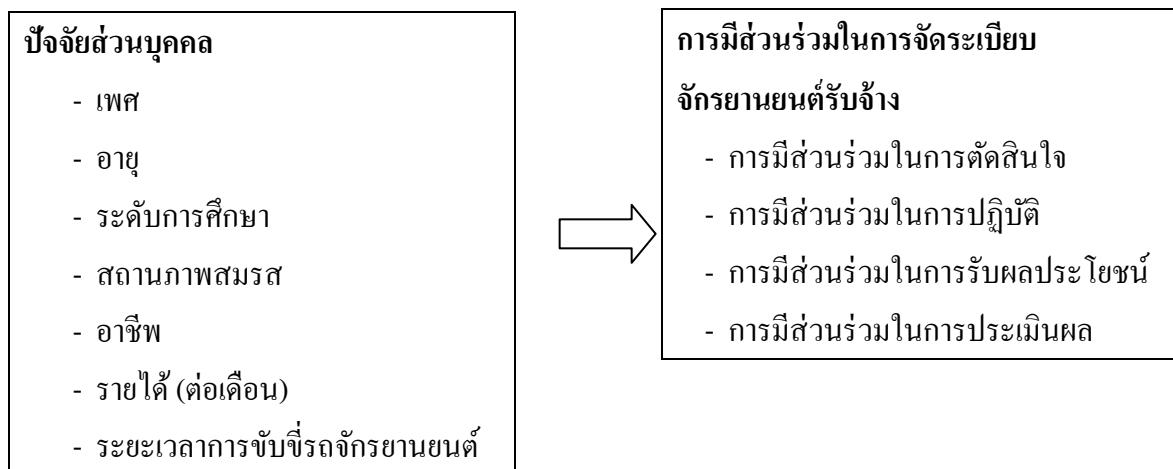 ปัจจัยส่วนบุคคล
- เพศ
- อายุ
- ระดับการศึกษา
- สถานภาพสมรส
- อาชีพ
- รายได้ (ต่อเดือน)
- ระยะเวลาการขับขี่รถจักรยานยนต์
การมีส่วนร่วมในการจัดระเบียบ
จักรยานยนต์รับจ้าง
- การมีส่วนร่วมในการตัดสินใจ
- การมีส่วนร่วมในการปฏิบัติ
- การมีส่วนร่วมในการรับผลประโยชน์
- การมีส่วนร่วมในการประเมินผล